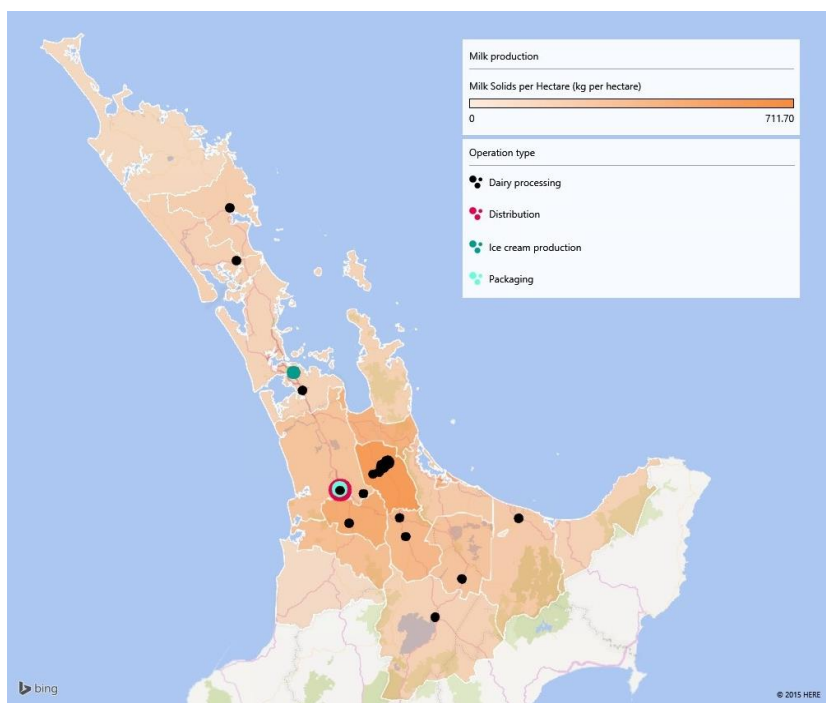 Milk production
Milk Solids per Hectare (kg per hectare)
0 711.70
Operation type
Dairy processing
Distribution
Ice cream production
Packaging
bing
© 2015 HERE